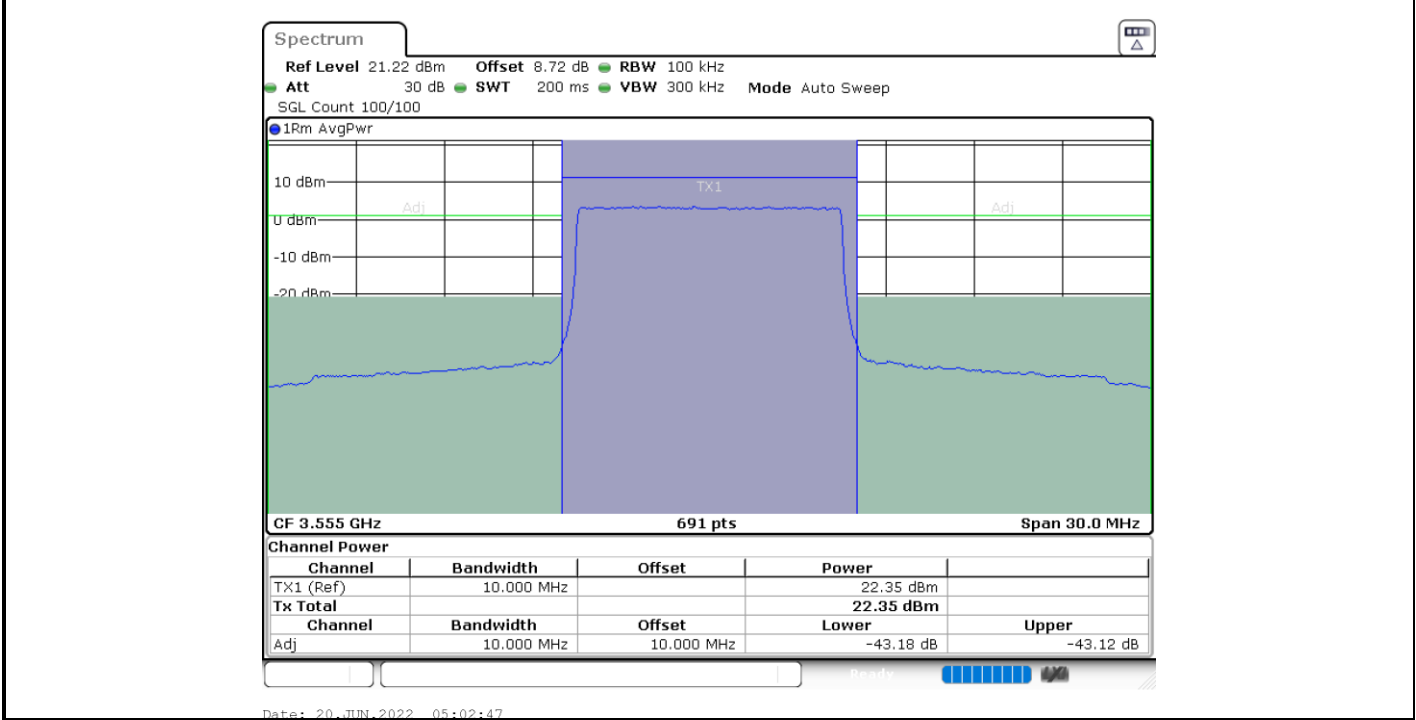 Spectrum
Ref Level 21.22 dBm Offset 8.72 dB RBW 100 kHz
Att 30 dB SWT 200 ms VBW 300 kHz Mode Auto Sweep
SGL Count 100/100
1Rm AvgPwr
10 dBm
TX1
Adj Adj
0 dBm
-10 dBm
-20 dBm
CF 3.555 GHz 691 pts Span 30.0 MHz
Channel Power
Channel Bandwidth Offset Power
TX1 (Ref) 10.000 MHz 22.35 dBm
Tx Total 22.35 dBm
Channel Bandwidth Offset Lower Upper
Adj 10.000 MHz 10.000 MHz -43.18 dB -43.12 dB
Ready
Date: 20.JUN.2022 05:02:47